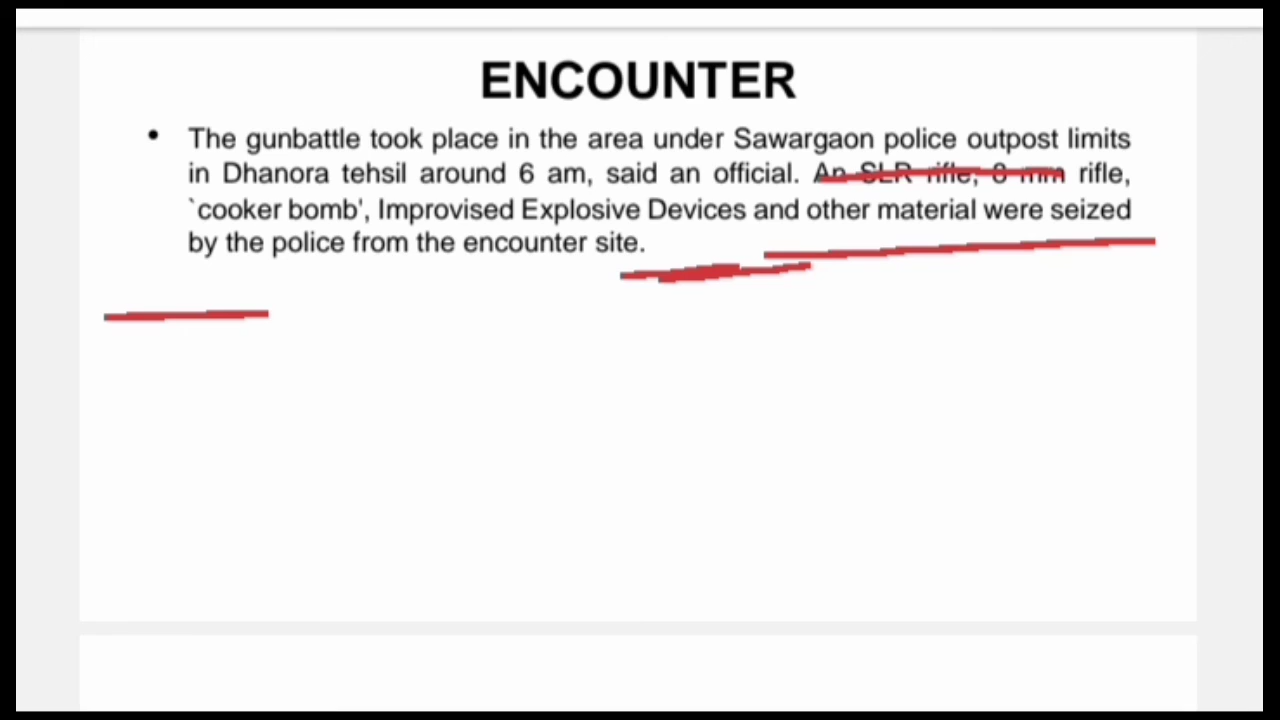 ENCOUNTER
• The gunbattle took place in the area under Sawargaon police outpost limits
in Dhanora tehsil around 6 am, said an official. An SLR rifle, 8 mm rifle,
`cooker bomb', Improvised Explosive Devices and other material were seized
by the police from the encounter site.